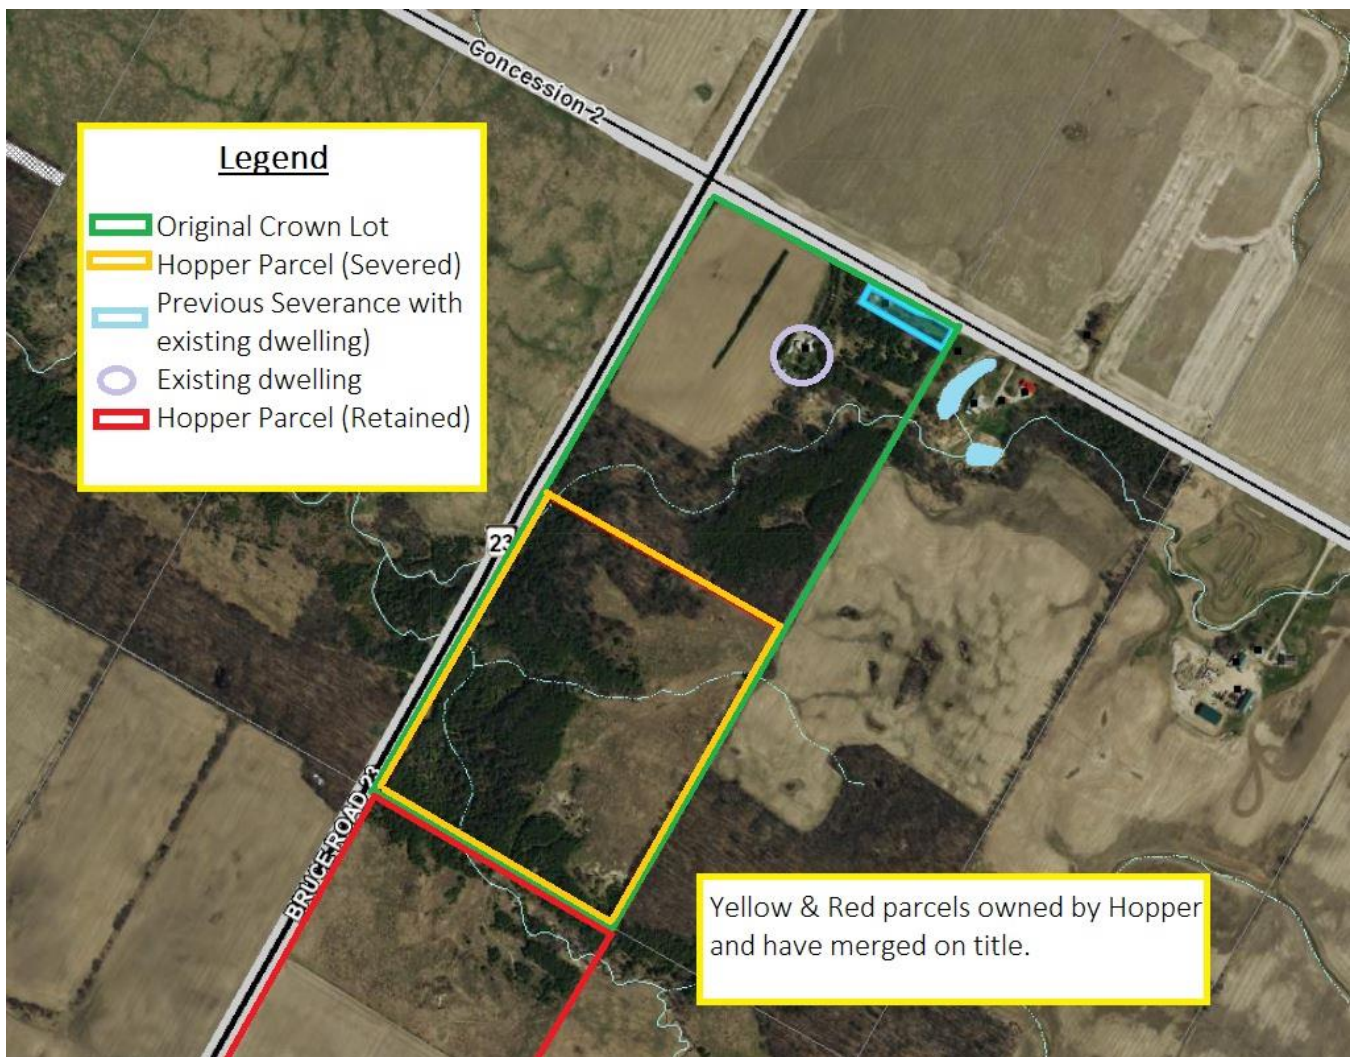 Concession 2
Legend
Original Crown Lot
Hopper Parcel (Severed)
Previous Severance with
existing dwelling)
Existing dwelling
Hopper Parcel (Retained)
23
BRUCE ROAD 23
Yellow & Red parcels owned by Hopper
and have merged on title.